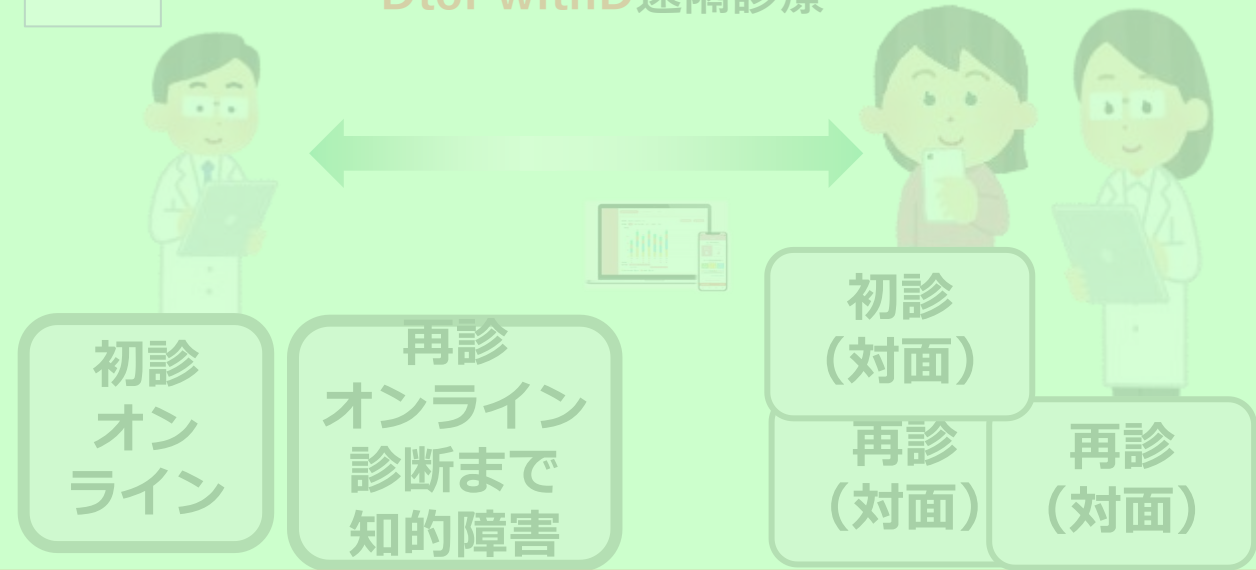 DtoP withD遠隔診療
初診
オン
ライン
再診
オンライン
診断まで
知的障害
初診
（対面）
再診
（対面）
再診
（対面）